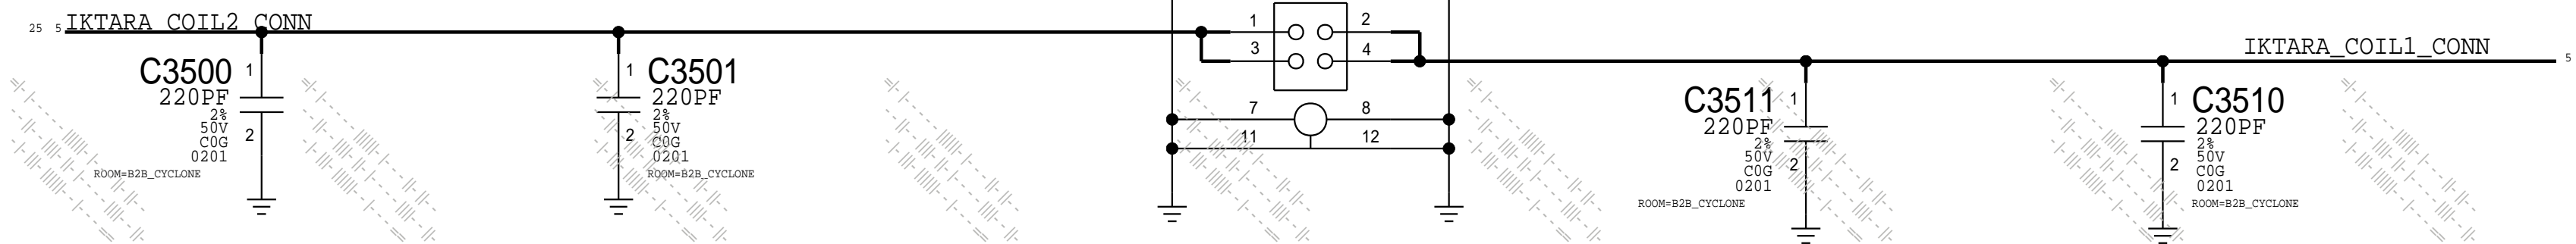 25 5 IKTARA_COIL2_CONN
1 2
3 4
7 8
11 12
IKTARA_COIL1_CONN 5
C3500 1
220PF
2%
50V
C0G
0201
2
ROOM=B2B_CYCLONE
1 C3501
220PF
2%
50V
C0G
0201
2
ROOM=B2B_CYCLONE
C3511 1
220PF
2%
50V
C0G
0201
2
ROOM=B2B_CYCLONE
1 C3510
220PF
2%
50V
C0G
0201
2
ROOM=B2B_CYCLONE